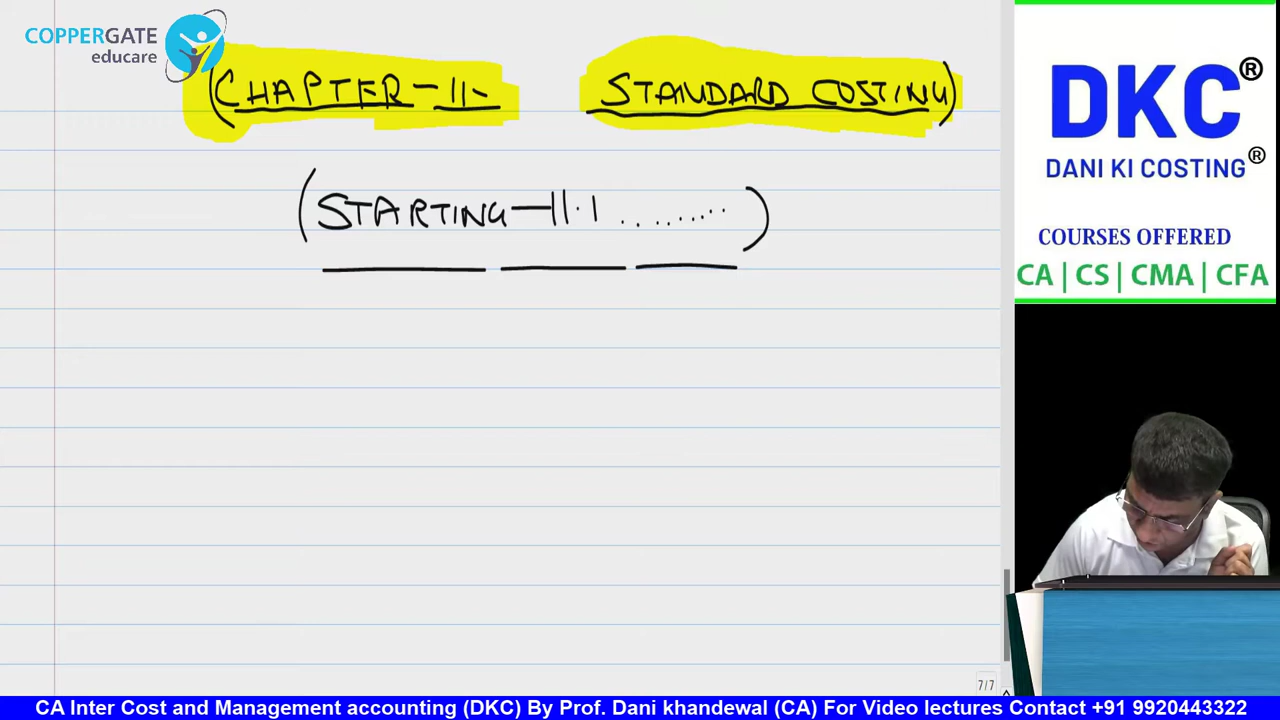 COPPERGATE
educare
(CHAPTER-11- STANDARD COSTING)
(STARTING-11.1 .........)
DKC®
DANI KI COSTING®
COURSES OFFERED
CA | CS | CMA | CFA
7/7
CA Inter Cost and Management accounting (DKC) By Prof. Dani khandewal (CA) For Video lectures Contact +91 9920443322